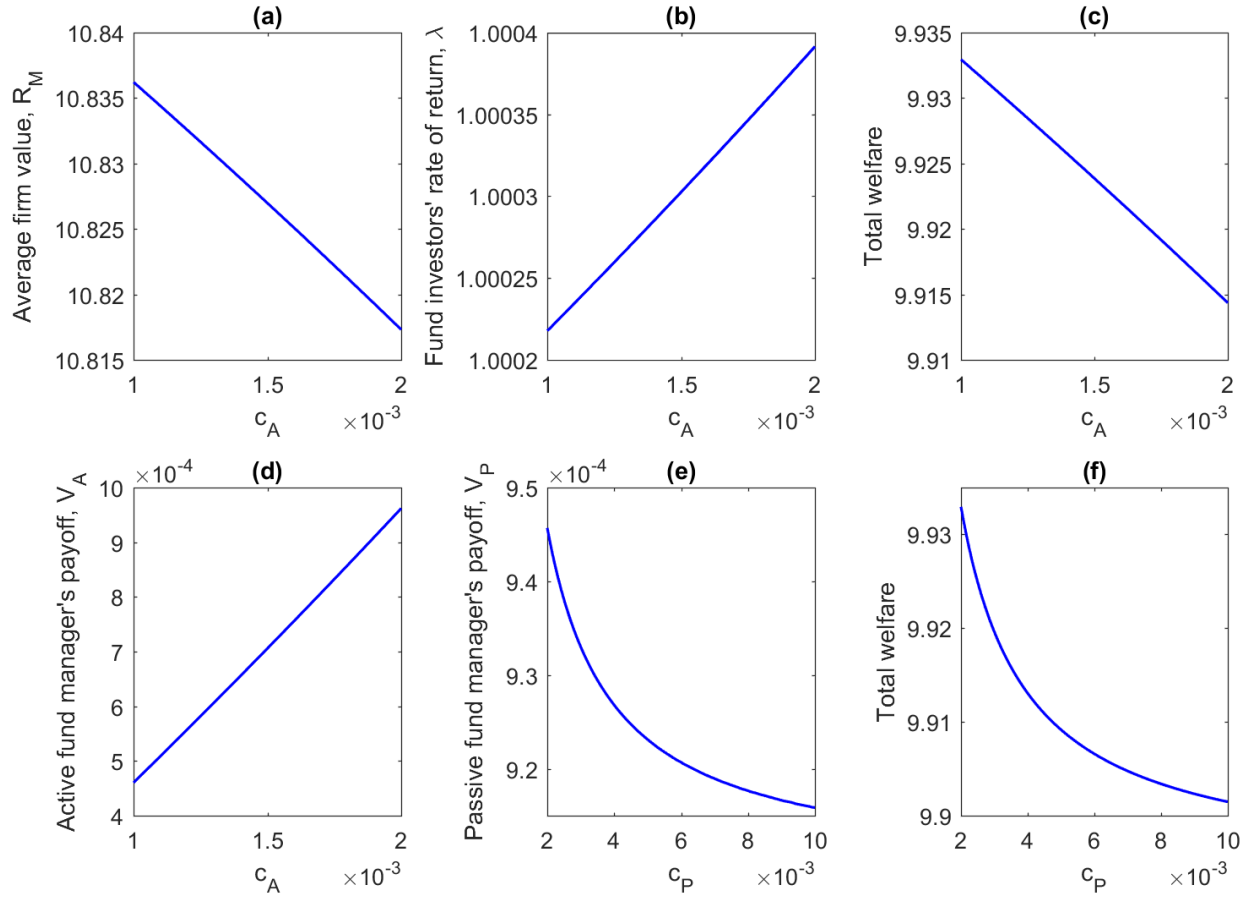 (a)
10.84
10.835
10.83
10.825
10.82
10.815
Average firm value, R_M
1 1.5 2
c_A ×10^-3
(b)
1.0004
1.00035
1.0003
1.00025
1.0002
Fund investors' rate of return, λ
1 1.5 2
c_A ×10^-3
(c)
9.935
9.93
9.925
9.92
9.915
9.91
Total welfare
1 1.5 2
c_A ×10^-3
×10^-4 (d)
10
9
8
7
6
5
4
Active fund manager's payoff, V_A
1 1.5 2
c_A ×10^-3
×10^-4 (e)
9.5
9.4
9.3
9.2
Passive fund manager's payoff, V_P
2 4 6 8 10
c_P ×10^-3
(f)
9.93
9.92
9.91
9.9
Total welfare
2 4 6 8 10
c_P ×10^-3